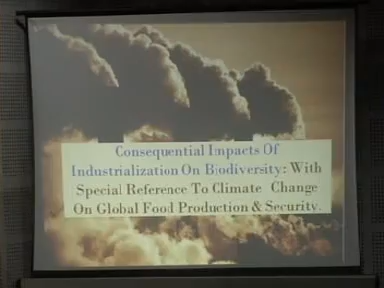 Consequential Impacts Of
Industrialization On Biodiversity: With
Special Reference To Climate Change
On Global Food Production & Security.